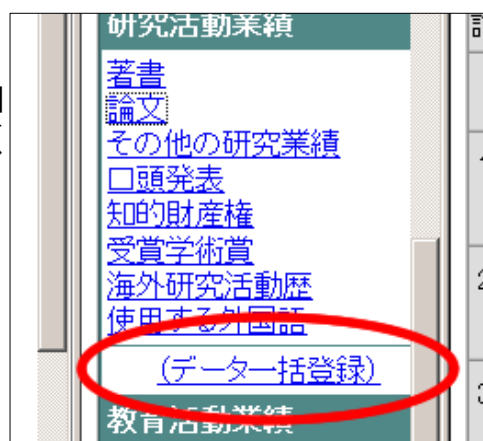 研究活動業績
著書
論文
その他の研究業績
口頭発表
知的財産権
受賞学術賞
海外研究活動歴
使用する外国語
(データ一括登録)
教育活動業績